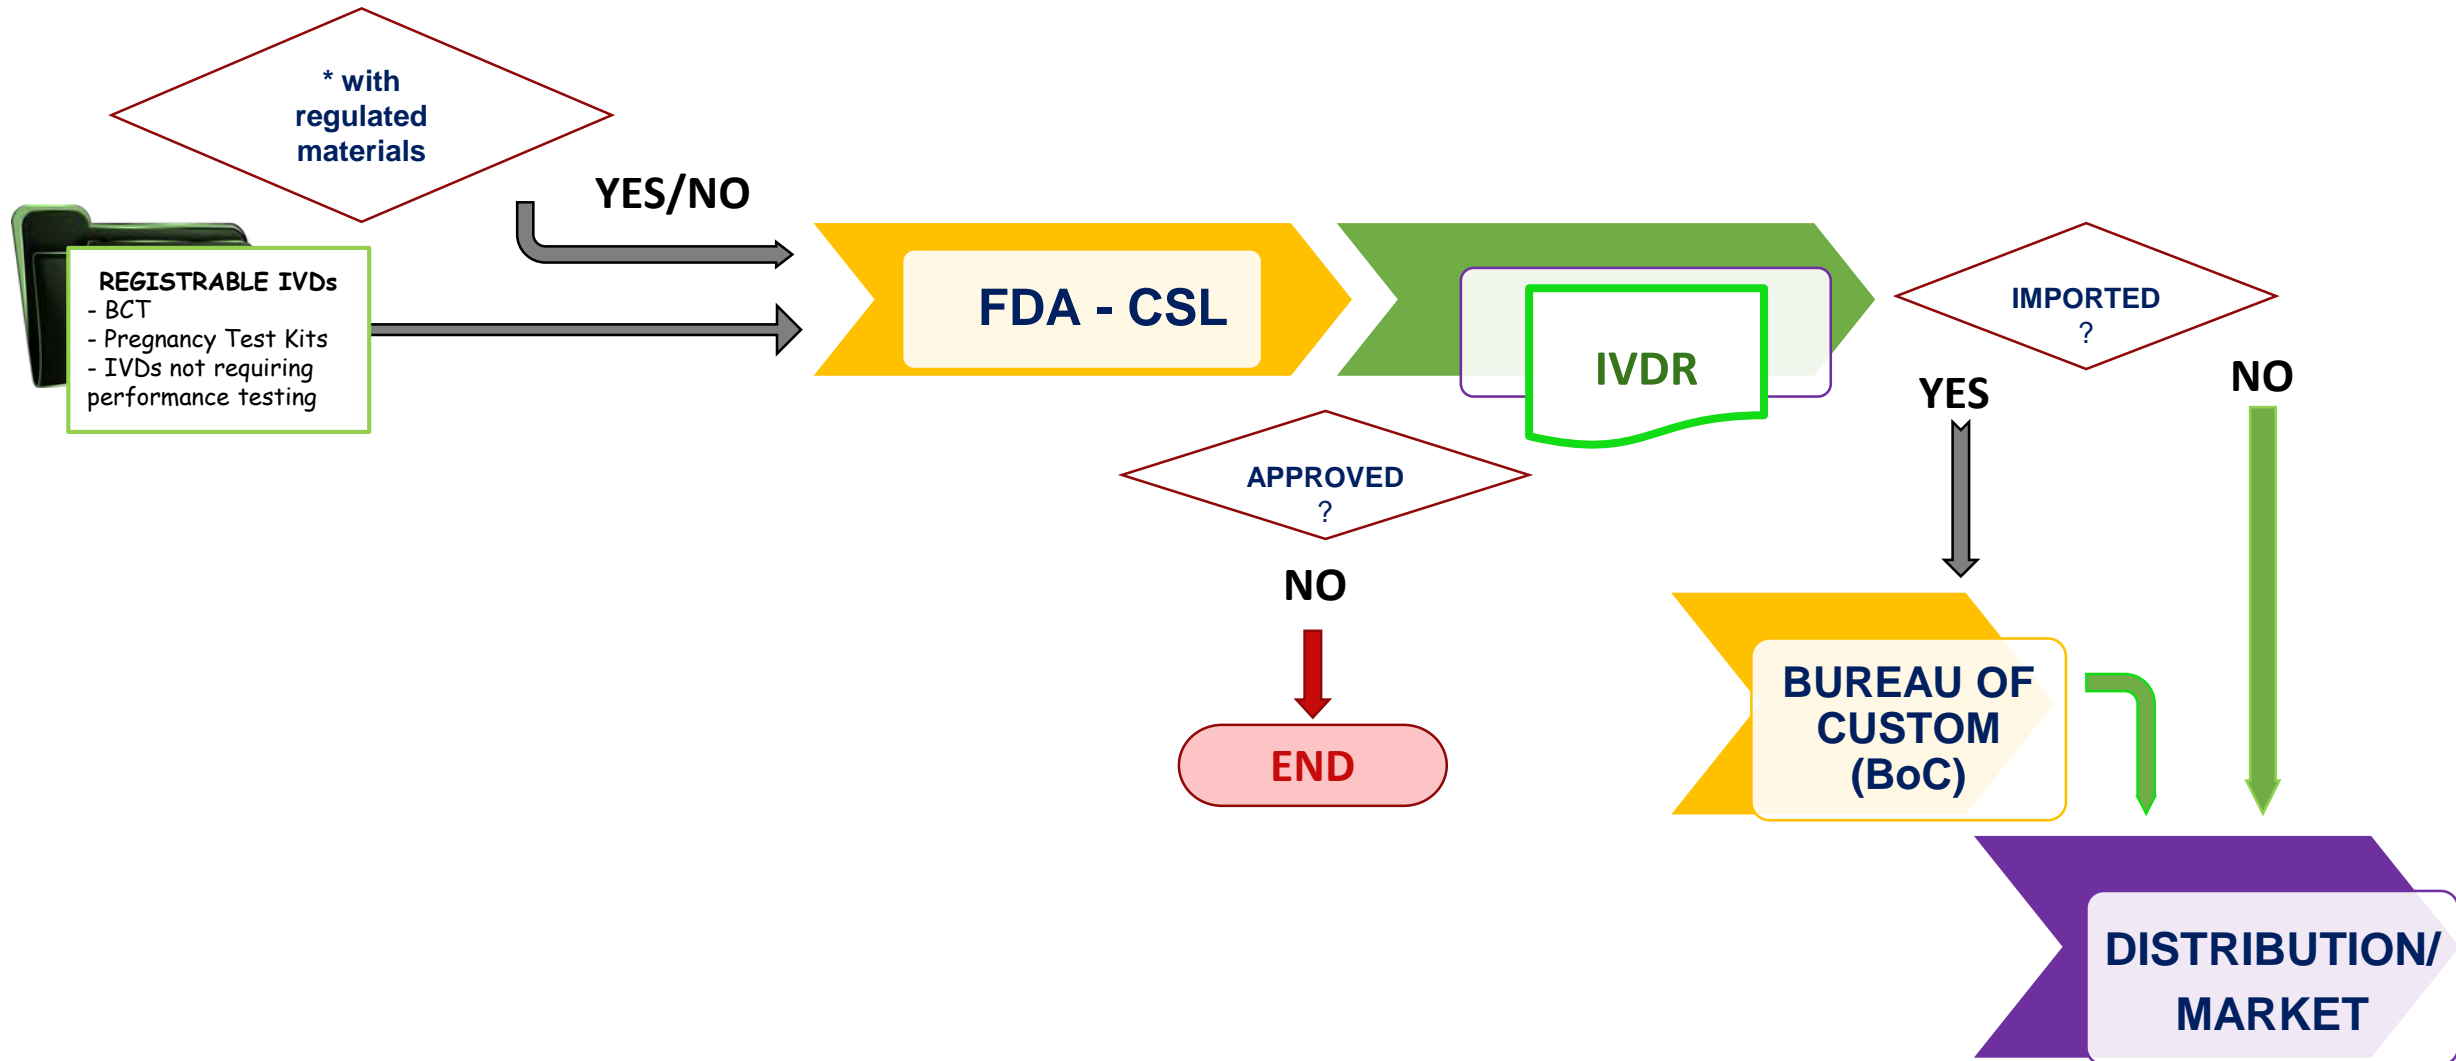 * with
regulated
materials
YES/NO
REGISTRABLE IVDs
- BCT
- Pregnancy Test Kits
- IVDs not requiring
performance testing
FDA - CSL
IVDR
IMPORTED
?
YES
NO
APPROVED
?
NO
END
BUREAU OF
CUSTOM
(BoC)
DISTRIBUTION/
MARKET